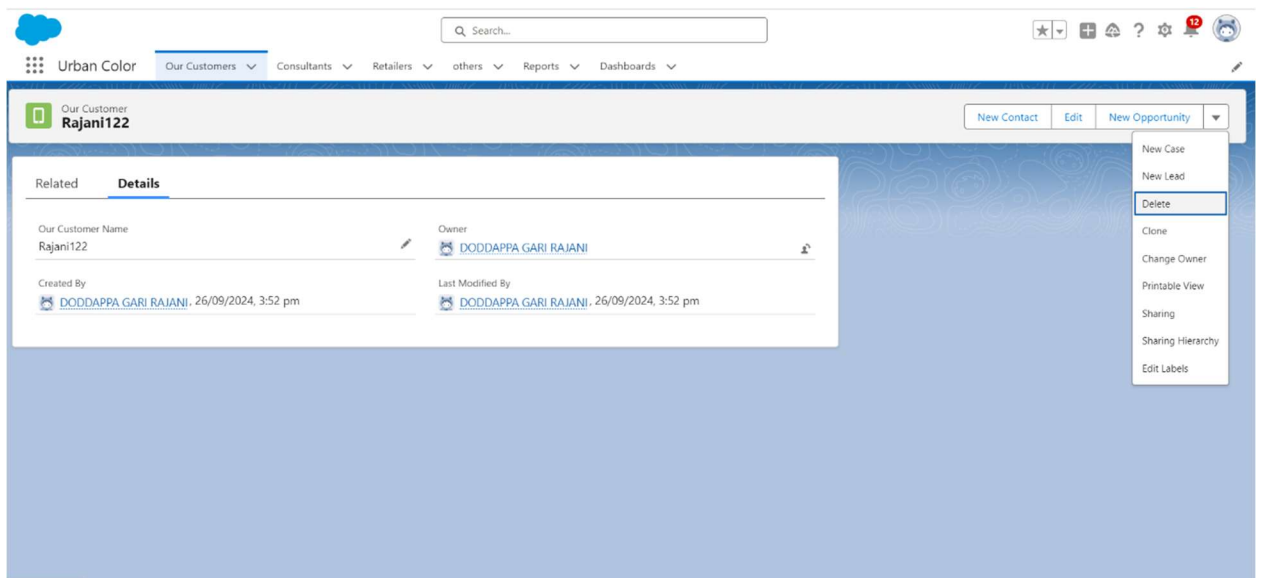 Search...
12
Urban Color Our Customers Consultants Retailers others Reports Dashboards
Our Customer
Rajani122
New Contact Edit New Opportunity
New Case
New Lead
Delete
Clone
Change Owner
Printable View
Sharing
Sharing Hierarchy
Edit Labels
Related Details
Our Customer Name
Rajani122
Owner
DODDAPPA GARI RAJANI
Created By
DODDAPPA GARI RAJANI, 26/09/2024, 3:52 pm
Last Modified By
DODDAPPA GARI RAJANI, 26/09/2024, 3:52 pm